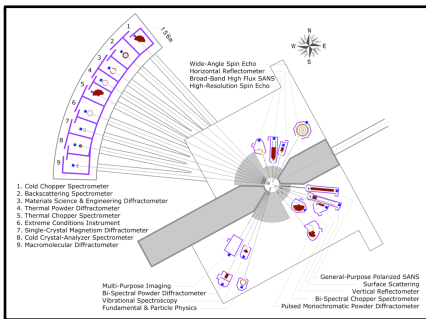 1
2
3
4
5
6
7
8
9
156m
N
W E
S
Wide-Angle Spin Echo
Horizontal Reflectometer
Broad-Band High Flux SANS
High-Resolution Spin Echo
1. Cold Chopper Spectrometer
2. Backscattering Spectrometer
3. Materials Science & Engineering Diffractometer
4. Thermal Powder Diffractometer
5. Thermal Chopper Spectrometer
6. Extreme Conditions Instrument
7. Single-Crystal Magnetism Diffractometer
8. Cold Crystal-Analyzer Spectrometer
9. Macromolecular Diffractometer
Multi-Purpose Imaging
Bi-Spectral Powder Diffractometer
Vibrational Spectroscopy
Fundamental & Particle Physics
General-Purpose Polarized SANS
Surface Scattering
Vertical Reflectometer
Bi-Spectral Chopper Spectrometer
Pulsed Monochromatic Powder Diffractometer